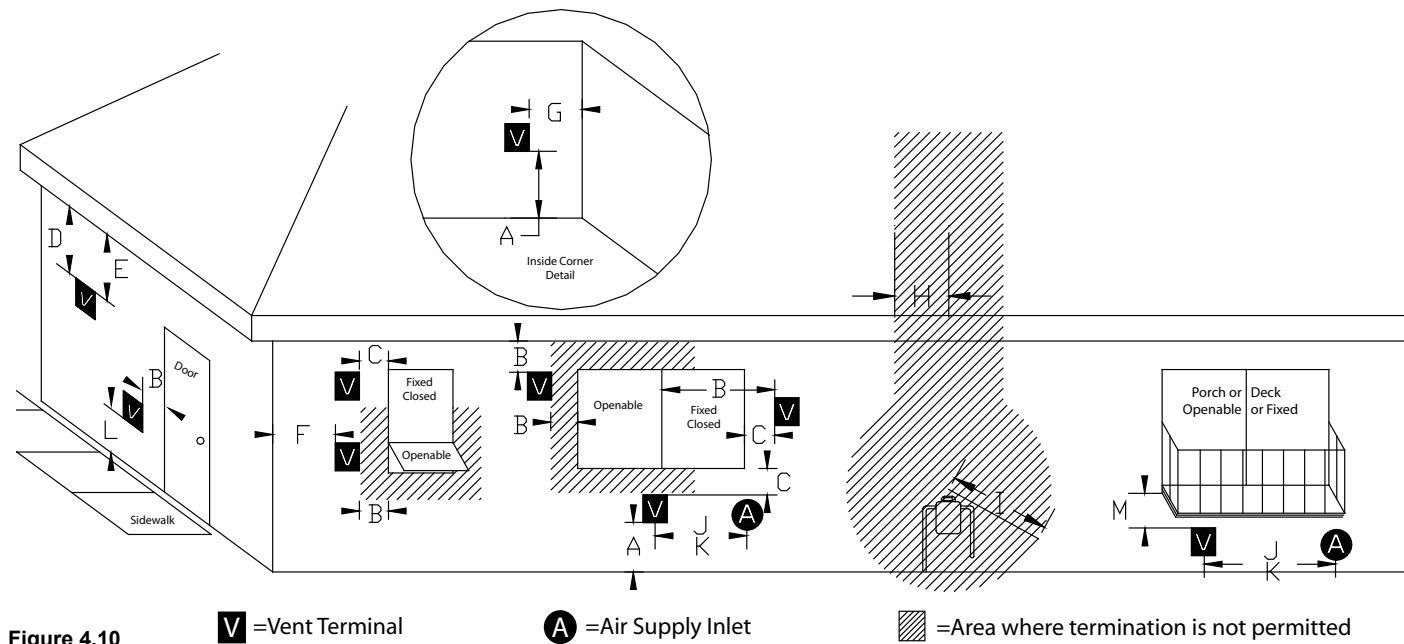 G
V
A
Inside Corner
Detail
D
E
V
H
C
B
V
Fixed
Closed
V
B
Openable
Fixed
Closed
B
V
Porch or
Openable
Deck
or Fixed
Door
B
V
L
F
V
Openable
B
B
C
C
I
M
V
A
J
K
A
V
A
J
K
Sidewalk
Figure 4.10
V =Vent Terminal
A =Air Supply Inlet
=Area where termination is not permitted